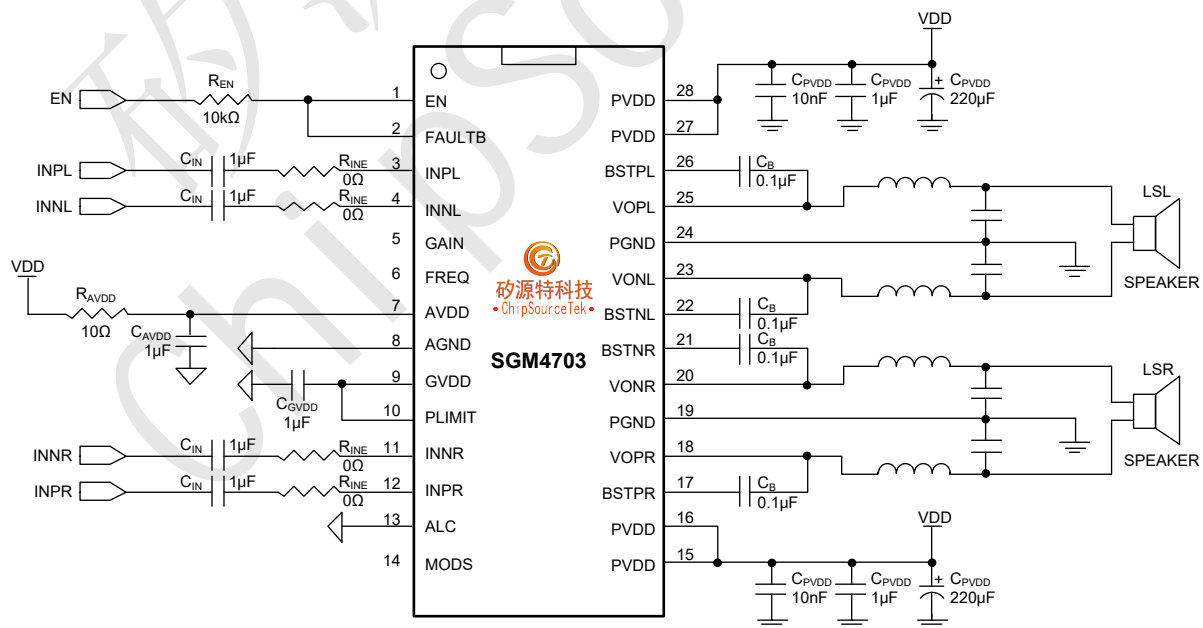 VDD
EN
R_EN
10kΩ
1
EN
2
FAULTB
INPL
C_IN
1µF
R_INE
0Ω
3
INPL
INNL
C_IN
1µF
R_INE
0Ω
4
INNL
5
GAIN
6
FREQ
VDD
R_AVDD
10Ω
C_AVDD
1µF
7
AVDD
8
AGND
9
GVDD
C_GVDD
1µF
10
PLIMIT
INNR
C_IN
1µF
R_INE
0Ω
11
INNR
INPR
C_IN
1µF
R_INE
0Ω
12
INPR
13
ALC
14
MODS
矽源特科技
ChipSourceTek
SGM4703
PVDD
28
PVDD
27
C_PVDD
10nF
C_PVDD
1µF
+
C_PVDD
220µF
BSTPL
26
C_B
0.1µF
VOPL
25
PGND
24
VONL
23
BSTNL
22
C_B
0.1µF
LSL
SPEAKER
BSTNR
21
C_B
0.1µF
VONR
20
PGND
19
VOPR
18
BSTPR
17
C_B
0.1µF
LSR
SPEAKER
PVDD
16
PVDD
15
VDD
C_PVDD
10nF
C_PVDD
1µF
+
C_PVDD
220µF